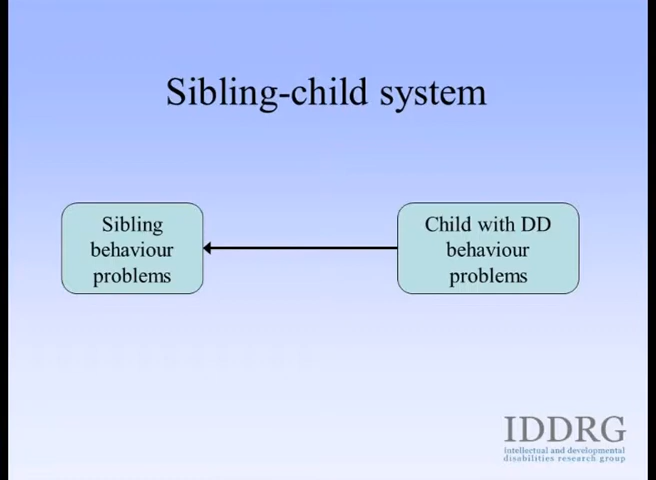 Sibling-child system
Sibling
behaviour
problems
Child with DD
behaviour
problems
IDDRG
intellectual and developmental
disabilities research group